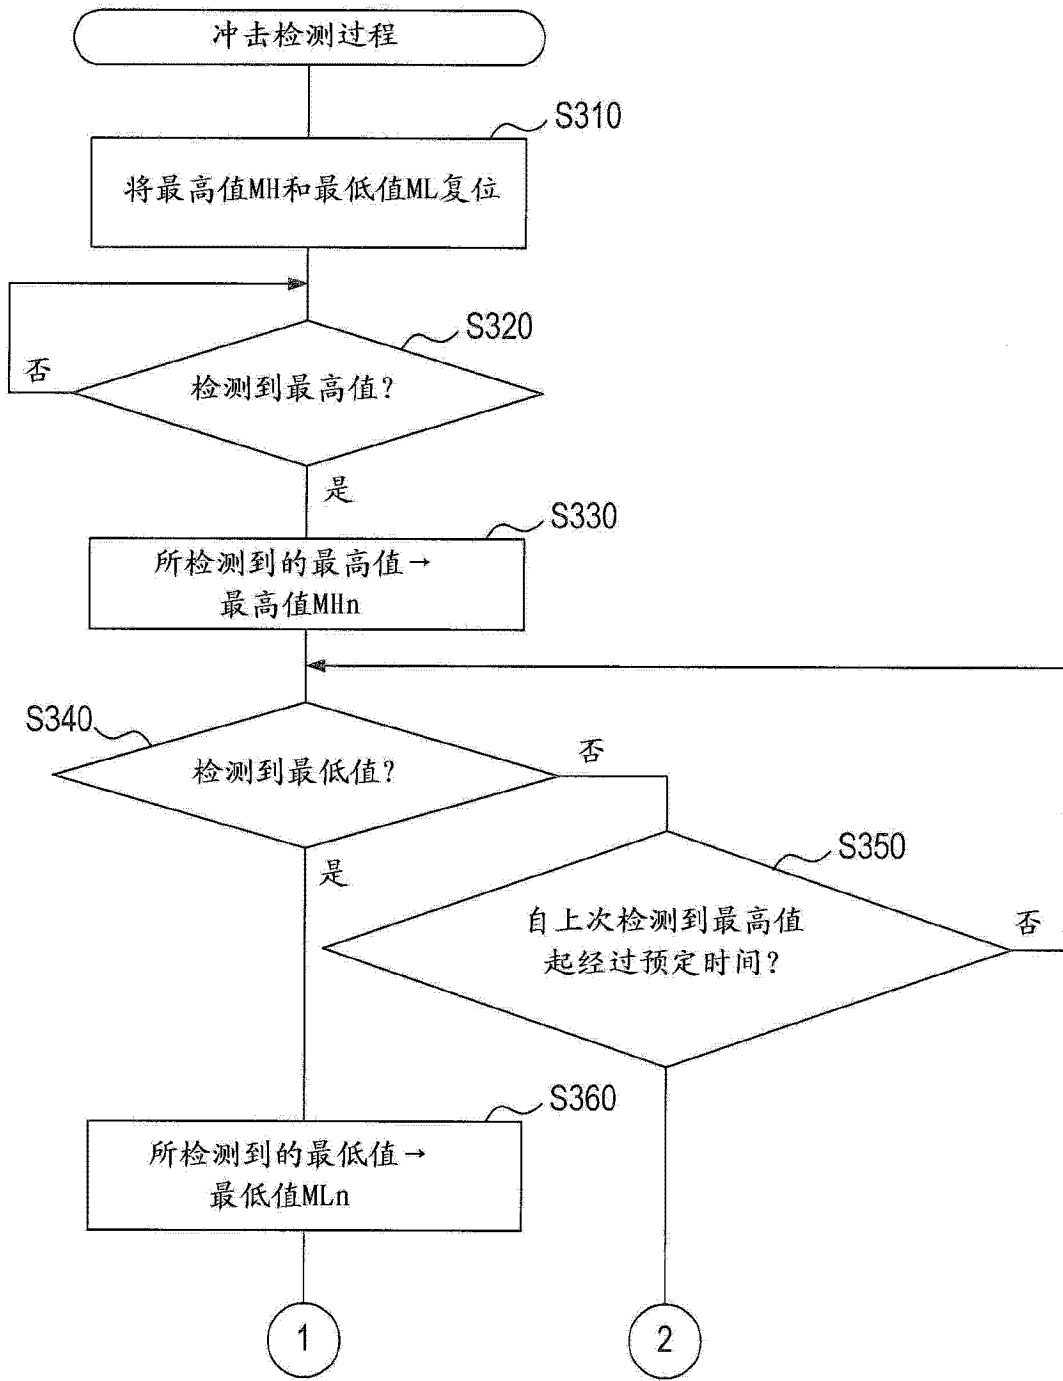 冲击检测过程
S310
将最高值MH和最低值ML复位
S320
否
检测到最高值?
是
S330
所检测到的最高值→
最高值MHn
S340
检测到最低值?
否
是
S350
自上次检测到最高值
起经过预定时间?
否
S360
所检测到的最低值→
最低值MLn
1
2